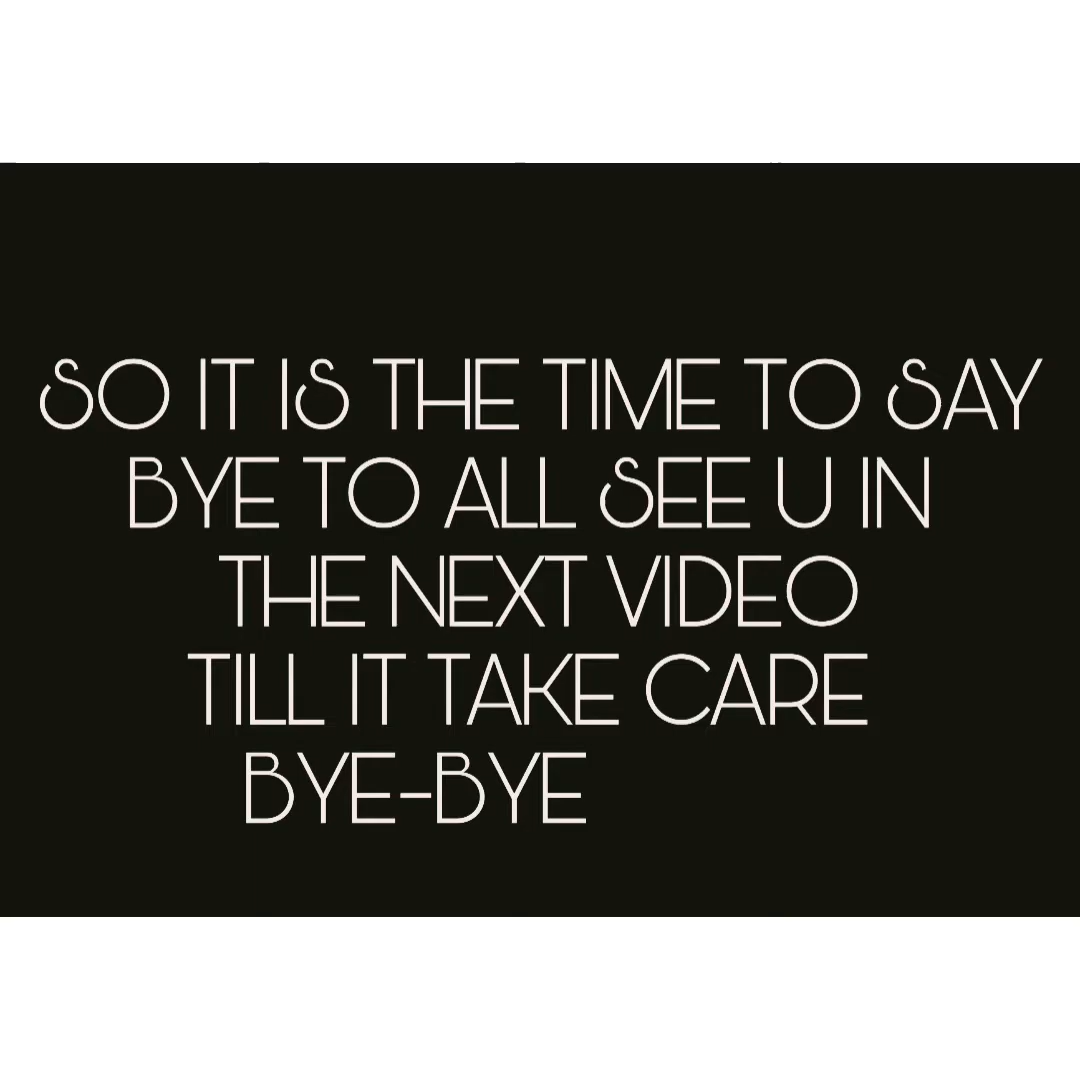 SO IT IS THE TIME TO SAY
BYE TO ALL SEE U IN
THE NEXT VIDEO
TILL IT TAKE CARE
BYE-BYE